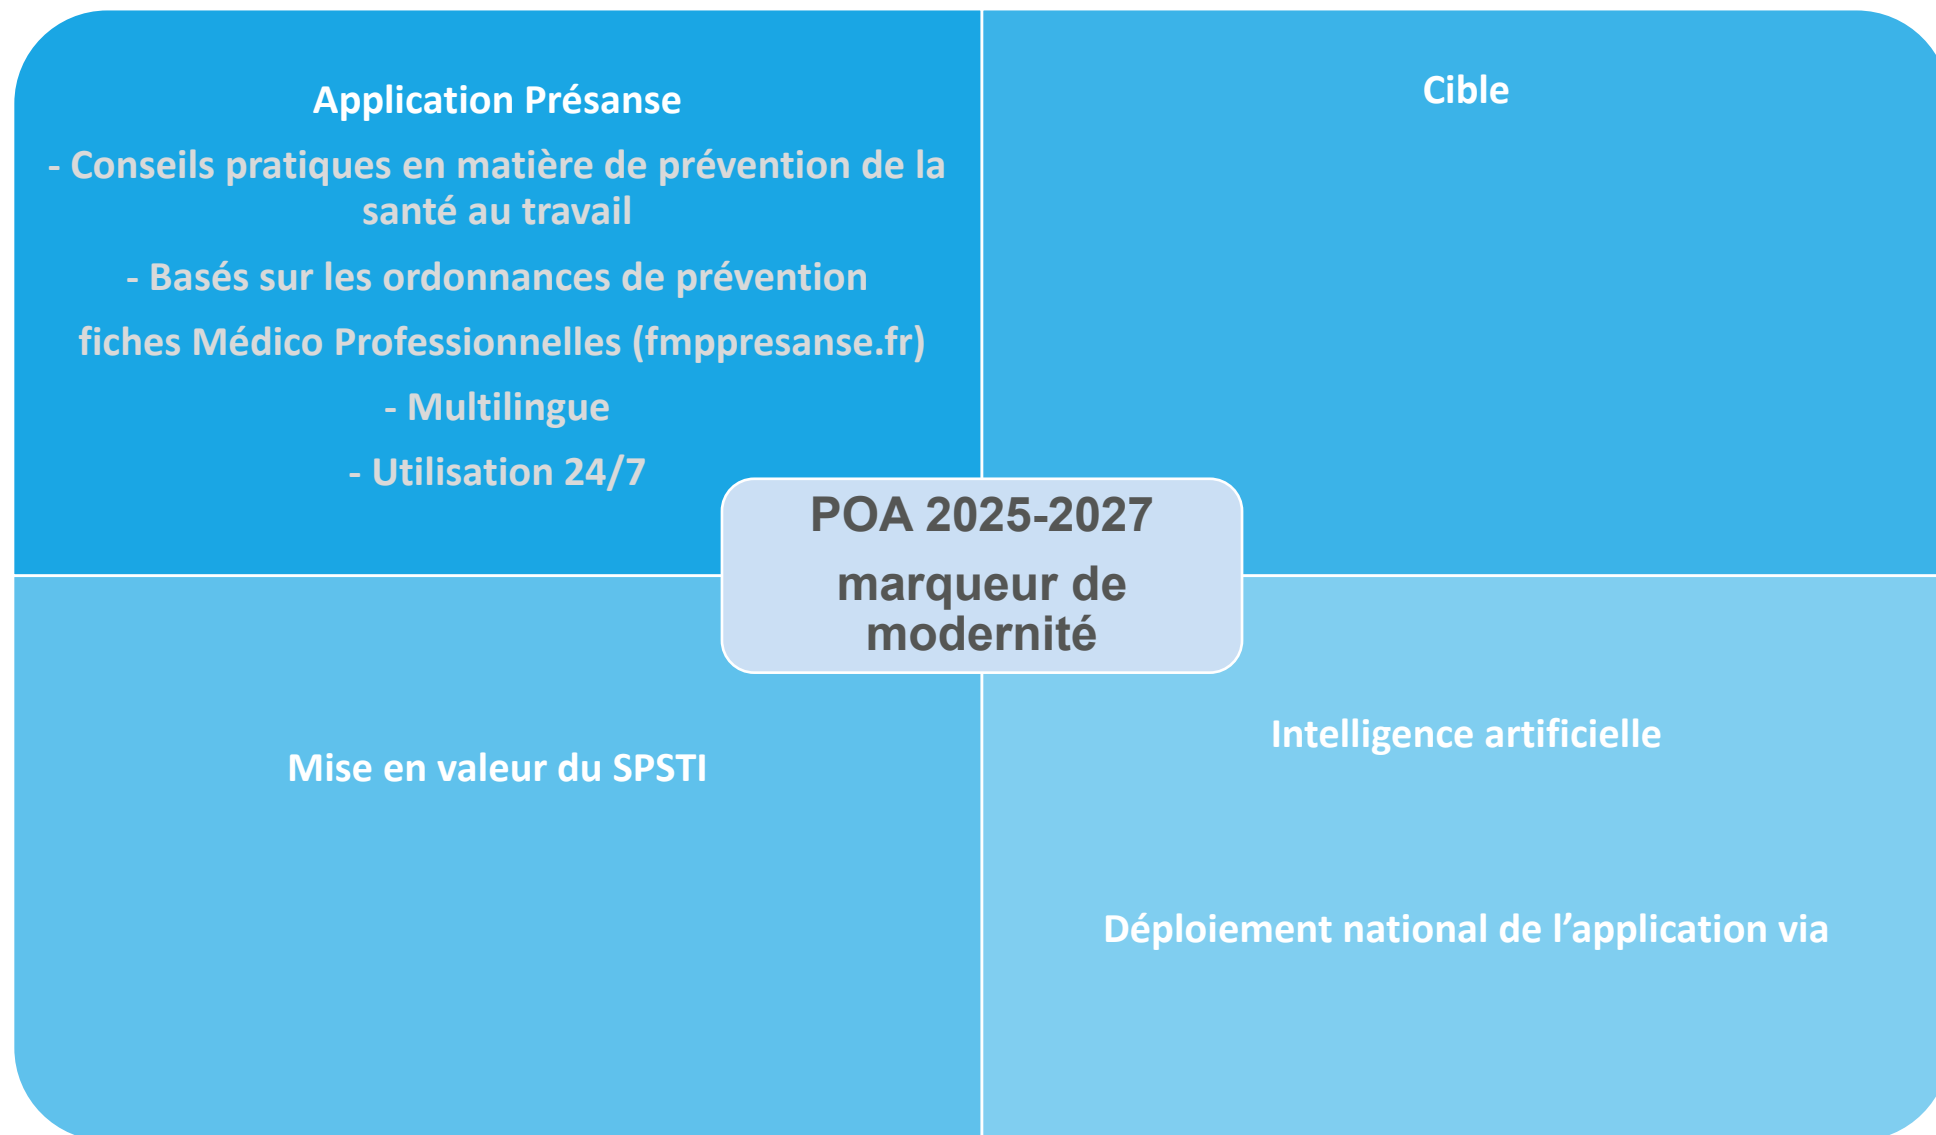 Application Présanse
- Conseils pratiques en matière de prévention de la
santé au travail
- Basés sur les ordonnances de prévention
fiches Médico Professionnelles (fmppresanse.fr)
- Multilingue
- Utilisation 24/7
Cible
POA 2025-2027
marqueur de
modernité
Mise en valeur du SPSTI
Intelligence artificielle
Déploiement national de l’application via